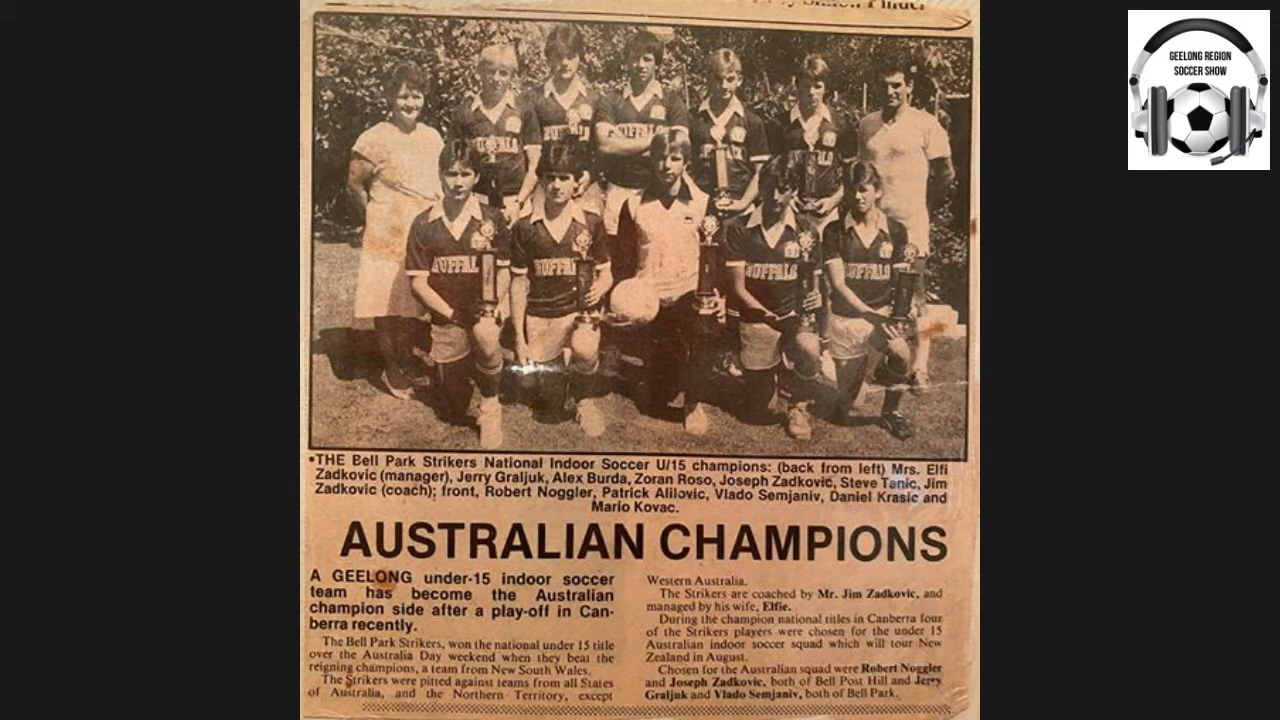 Pinder
GEELONG REGION
SOCCER SHOW
BUFFALO
BUFFALO
UFFAL
BUFFALO
BUFFAL
BUFFAL
BUFFALO
BUFFALO
•THE Bell Park Strikers National Indoor Soccer U/15 champions: (back from left) Mrs. Elfi
Zadkovic (manager), Jerry Graljuk, Alex Burda, Zoran Roso, Joseph Zadkovic, Steve Tanic, Jim
Zadkovic (coach); front, Robert Noggler, Patrick Alilovic, Vlado Semjaniv, Daniel Krasic and
Mario Kovac.
AUSTRALIAN CHAMPIONS
A GEELONG under-15 indoor soccer
team has become the Australian
champion side after a play-off in Can-
berra recently.
The Bell Park Strikers, won the national under 15 title
over the Australia Day weekend when they beat the
reigning champions, a team from New South Wales.
The Strikers were pitted against teams from all States
of Australia, and the Northern Territory, except
Western Australia.
The Strikers are coached by Mr. Jim Zadkovic, and
managed by his wife, Elfie.
During the champion national titles in Canberra four
of the Strikers players were chosen for the under 15
Australian indoor soccer squad which will tour New
Zealand in August.
Chosen for the Australian squad were Robert Noggler
and Joseph Zadkovic, both of Bell Post Hill and Jerry
Graljuk and Vlado Semjaniv, both of Bell Park.